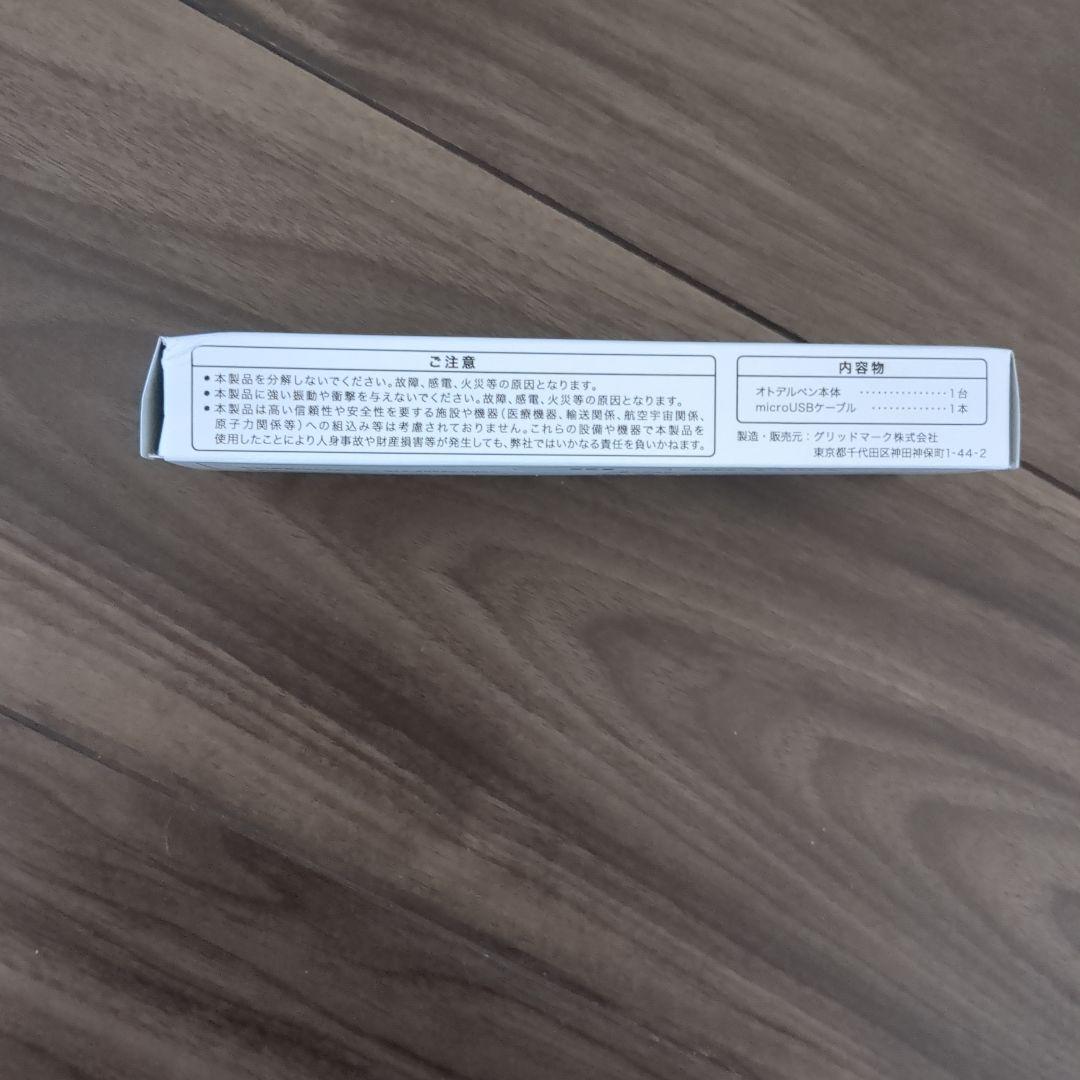 ご注意
●本製品を分解しないでください。故障、感電、火災等の原因となります。
●本製品に強い振動や衝撃を与えないでください。故障、感電、火災等の原因となります。
●本製品は高い信頼性や安全性を要する施設や機器(医療機器、輸送関係、航空宇宙関係、
原子力関係等)への組込み等は考慮されておりません。これらの設備や機器で本製品を
使用したことにより人身事故や財産損害等が発生しても、弊社ではいかなる責任を負いかねます。
内容物
オトデルペン本体 ・・・・・・・・・・・・・・・1台
microUSBケーブル ・・・・・・・・・・・・・1本
製造・販売元:グリッドマーク株式会社
東京都千代田区神田神保町1-44-2